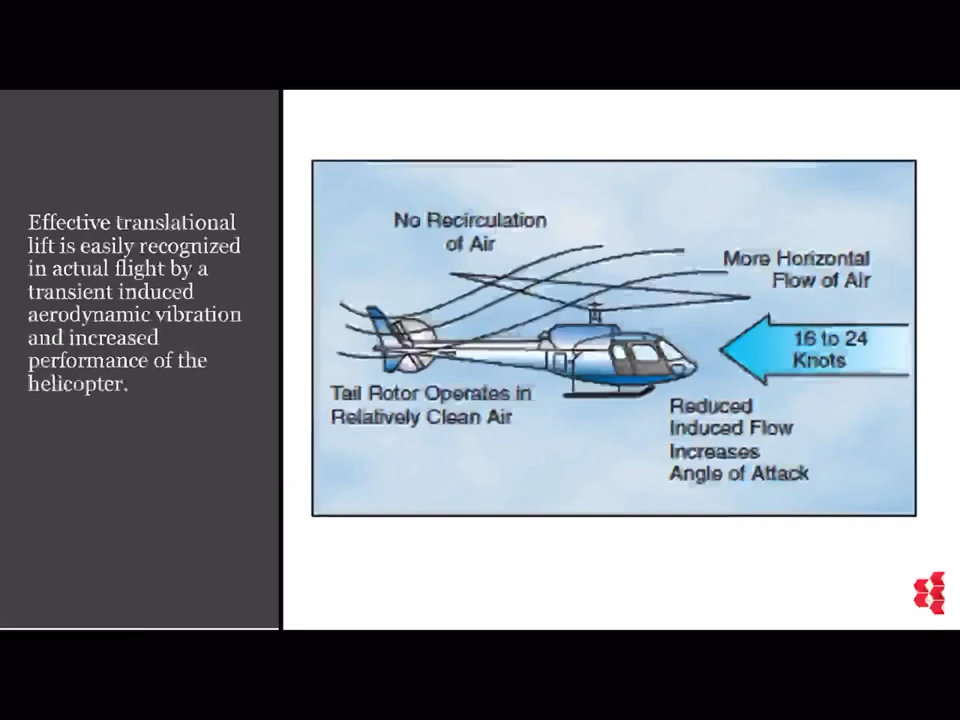 Effective translational
lift is easily recognized
in actual flight by a
transient induced
aerodynamic vibration
and increased
performance of the
helicopter.
No Recirculation
of Air
More Horizontal
Flow of Air
16 to 24
Knots
Tail Rotor Operates in
Relatively Clean Air
Reduced
Induced Flow
Increases
Angle of Attack